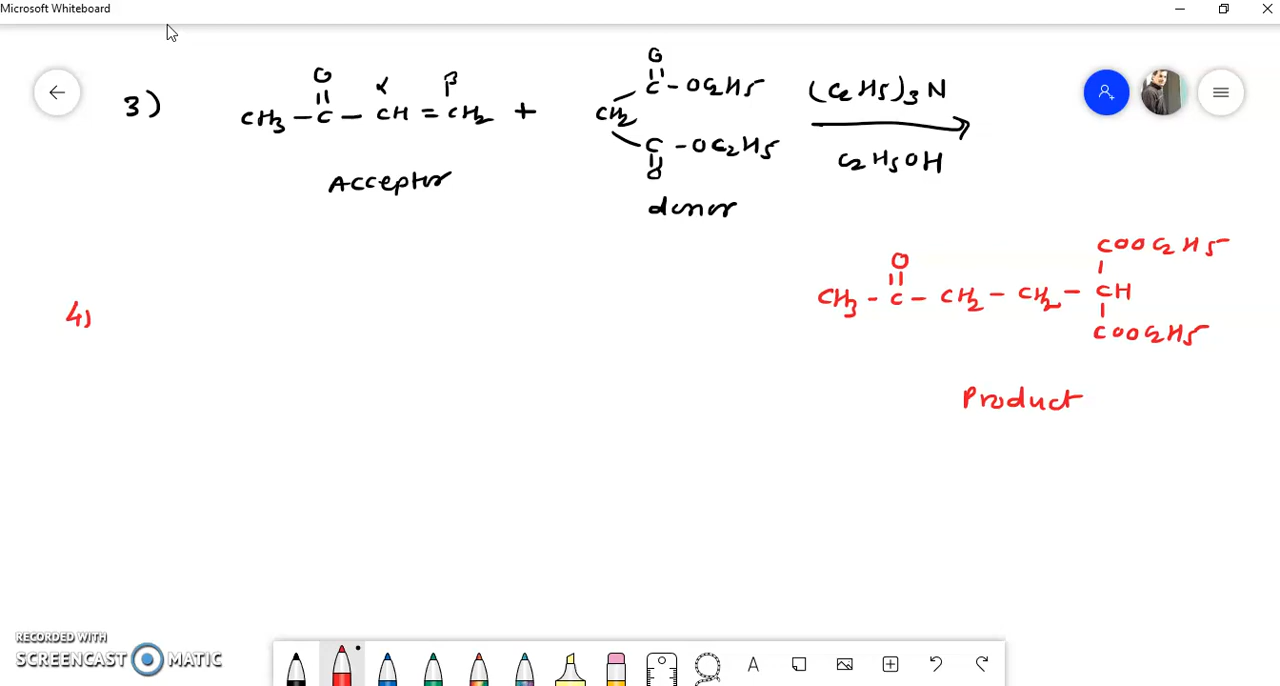 Microsoft Whiteboard
3)
O
CH3 - C - CH = CH2 + CH2
α β
O
C - OC2H5
C - OC2H5
O
(C2H5)3N
C2H5OH
Acceptor
donor
COOC2H5
O
CH3 - C - CH2 - CH2 - CH
COOC2H5
4)
Product
RECORDED WITH
SCREENCAST MATIC
A